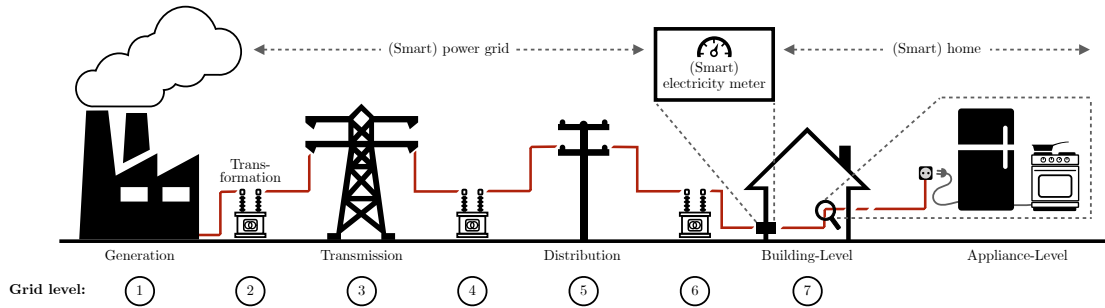 (Smart) power grid
(Smart)
electricity meter
(Smart) home
Trans-
formation
Generation
Transmission
Distribution
Building-Level
Appliance-Level
Grid level: 1 2 3 4 5 6 7